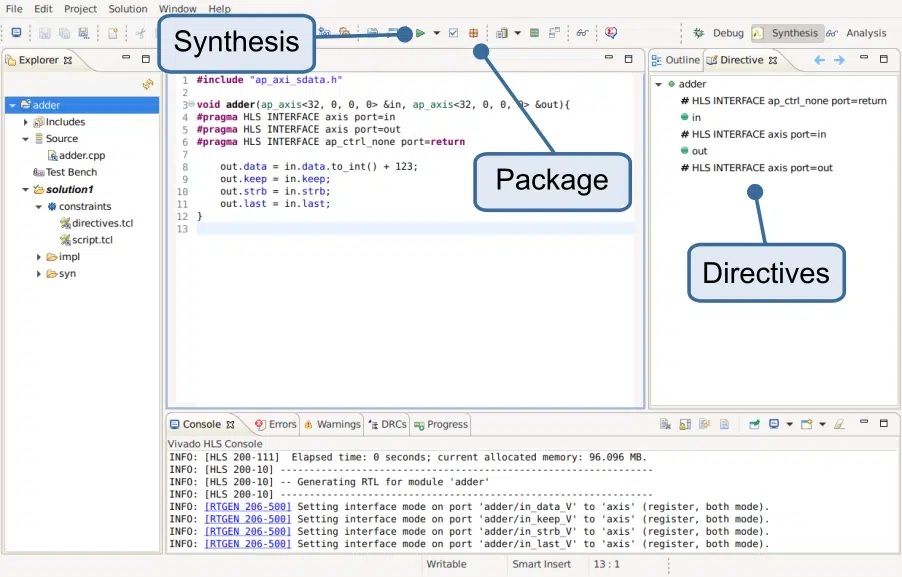 File Edit Project Solution Window Help
Debug Synthesis Analysis
Synthesis
Package
Directives
Explorer
adder
Includes
Source
adder.cpp
Test Bench
solution1
constraints
directives.tcl
script.tcl
impl
syn
1 #include "ap_axi_sdata.h"
2
3 void adder(ap_axis<32, 0, 0, 0> &in, ap_axis<32, 0, 0, 0> &out){
4 #pragma HLS INTERFACE axis port=in
5 #pragma HLS INTERFACE axis port=out
6 #pragma HLS INTERFACE ap_ctrl_none port=return
7
8 out.data = in.data.to_int() + 123;
9 out.keep = in.keep;
10 out.strb = in.strb;
11 out.last = in.last;
12 }
13
Outline Directive
adder
# HLS INTERFACE ap_ctrl_none port=return
in
# HLS INTERFACE axis port=in
out
# HLS INTERFACE axis port=out
Console Errors Warnings DRCs Progress
Vivado HLS Console
INFO: [HLS 200-111] Elapsed time: 0 seconds; current allocated memory: 96.096 MB.
INFO: [HLS 200-10] ----------------------------------------------------------------
INFO: [HLS 200-10] -- Generating RTL for module 'adder'
INFO: [HLS 200-10] ----------------------------------------------------------------
INFO: [RTGEN 206-500] Setting interface mode on port 'adder/in_data_V' to 'axis' (register, both mode).
INFO: [RTGEN 206-500] Setting interface mode on port 'adder/in_keep_V' to 'axis' (register, both mode).
INFO: [RTGEN 206-500] Setting interface mode on port 'adder/in_strb_V' to 'axis' (register, both mode).
INFO: [RTGEN 206-500] Setting interface mode on port 'adder/in_last_V' to 'axis' (register, both mode).
Writable Smart Insert 13 : 1